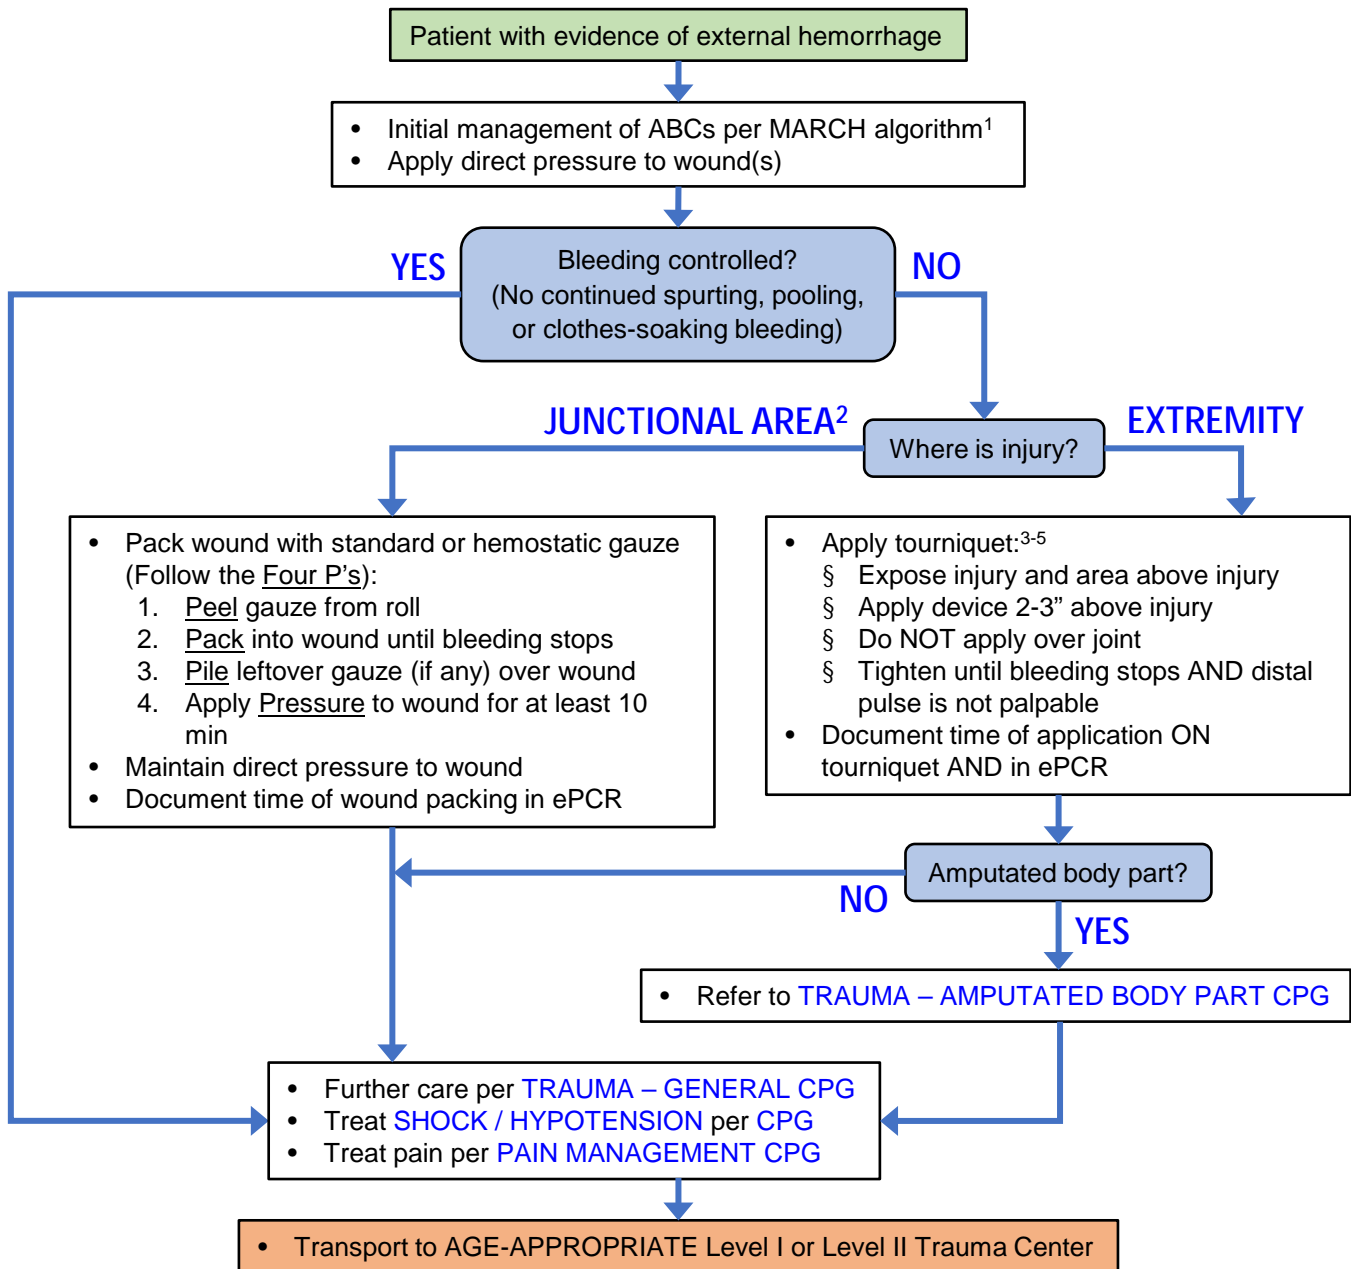 Patient with evidence of external hemorrhage
• Initial management of ABCs per MARCH algorithm¹
• Apply direct pressure to wound(s)
YES
Bleeding controlled?
(No continued spurting, pooling,
or clothes-soaking bleeding)
NO
JUNCTIONAL AREA²
Where is injury?
EXTREMITY
• Pack wound with standard or hemostatic gauze
(Follow the Four P's):
1. Peel gauze from roll
2. Pack into wound until bleeding stops
3. Pile leftover gauze (if any) over wound
4. Apply Pressure to wound for at least 10
min
• Maintain direct pressure to wound
• Document time of wound packing in ePCR
• Apply tourniquet:³⁻⁵
§ Expose injury and area above injury
§ Apply device 2-3” above injury
§ Do NOT apply over joint
§ Tighten until bleeding stops AND distal
pulse is not palpable
• Document time of application ON
tourniquet AND in ePCR
Amputated body part?
NO
YES
• Refer to TRAUMA – AMPUTATED BODY PART CPG
• Further care per TRAUMA – GENERAL CPG
• Treat SHOCK / HYPOTENSION per CPG
• Treat pain per PAIN MANAGEMENT CPG
• Transport to AGE-APPROPRIATE Level I or Level II Trauma Center